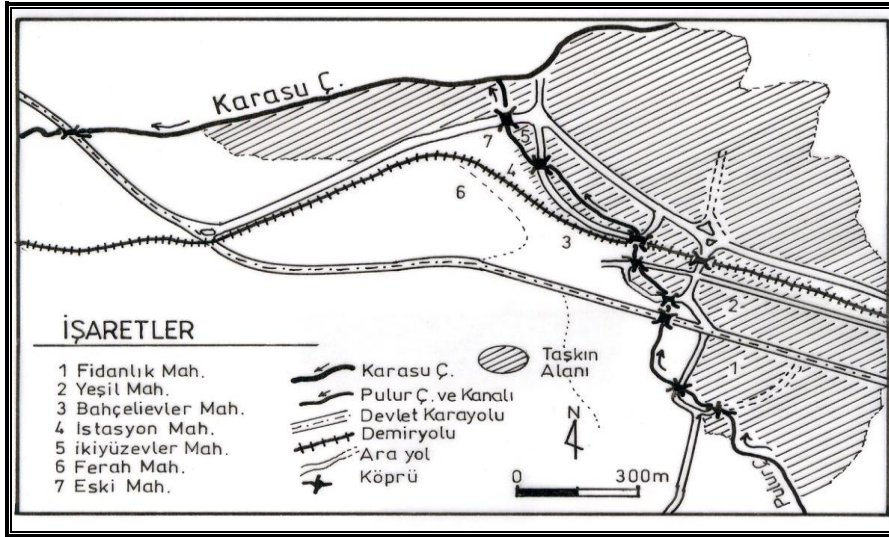 Karasu Ç.
7
5
4
6
3
2
1
Pulur Ç.
İŞARETLER
1 Fidanlık Mah.
2 Yeşil Mah.
3 Bahçelievler Mah.
4 İstasyon Mah.
5 ikiyüzevler Mah.
6 Ferah Mah.
7 Eski Mah.
Karasu Ç.
Pulur Ç. ve Kanalı
Devlet Karayolu
Demiryolu
Ara yol
Köprü
Taşkın
Alanı
N
0 300m